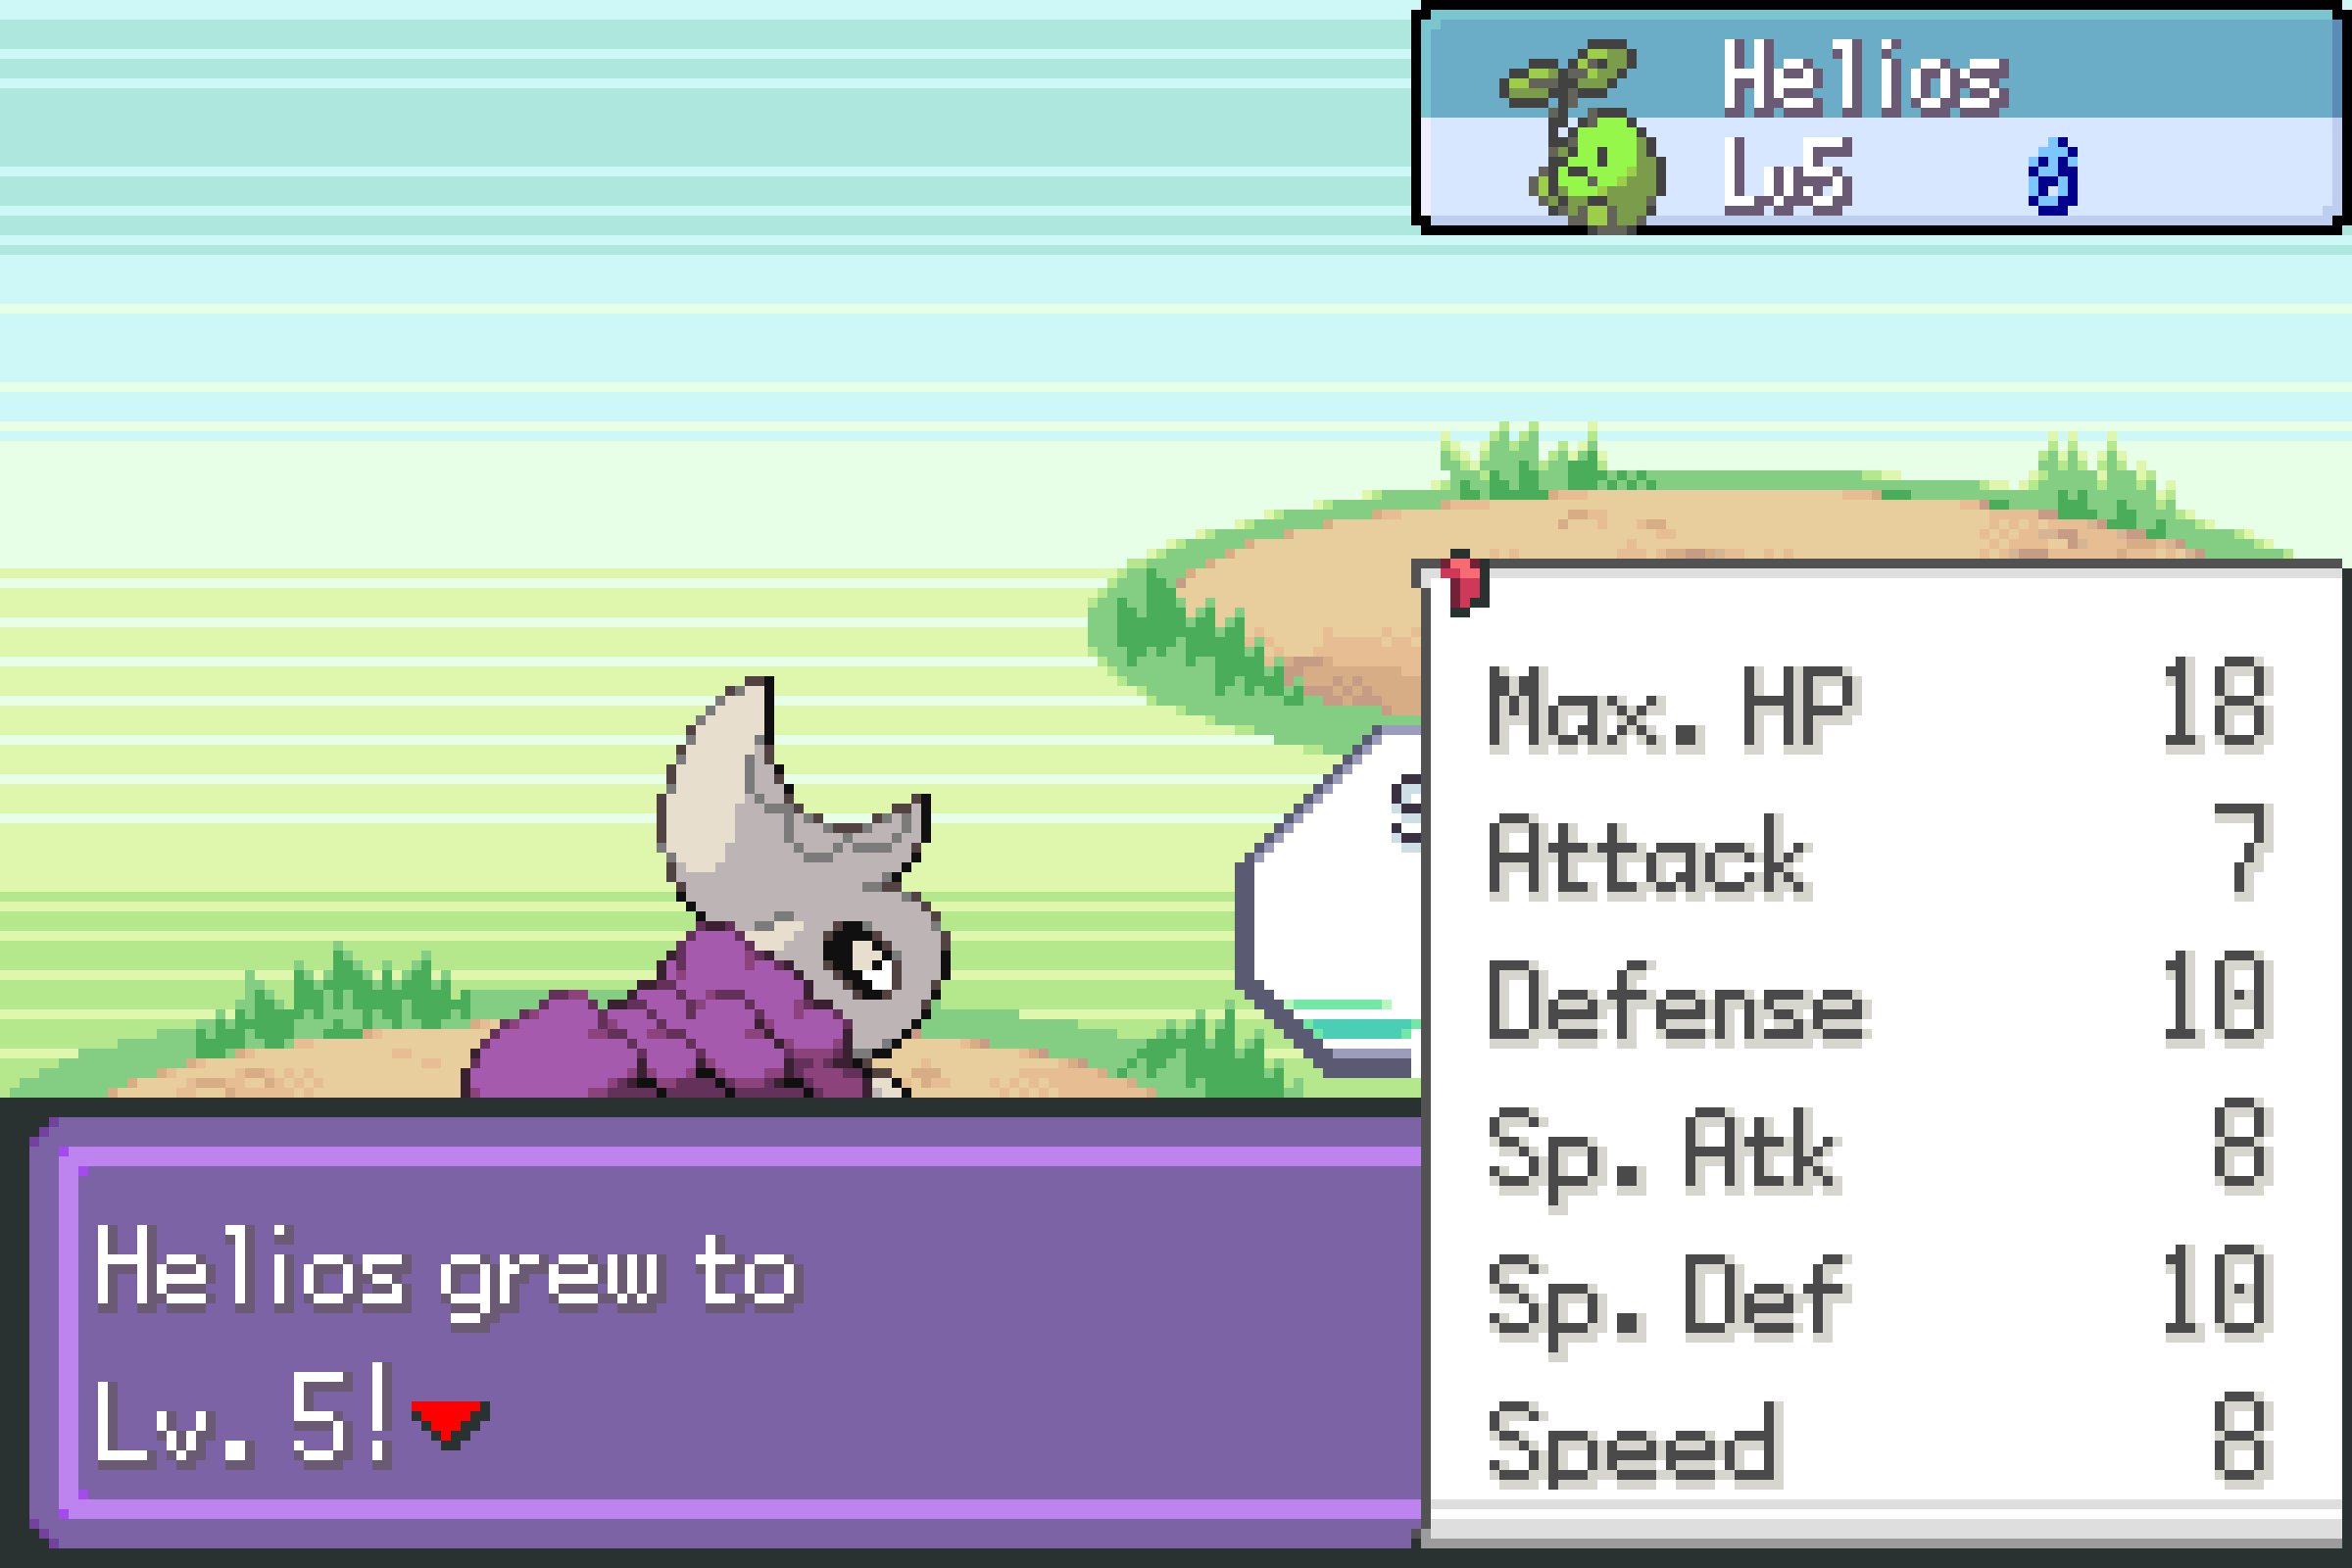 Helios
Lv5
S
Max. HP 18
Attack 7
Defense 10
Sp. Atk 8
Sp. Def 10
Speed 8
Helios grew to
Lv. 5!